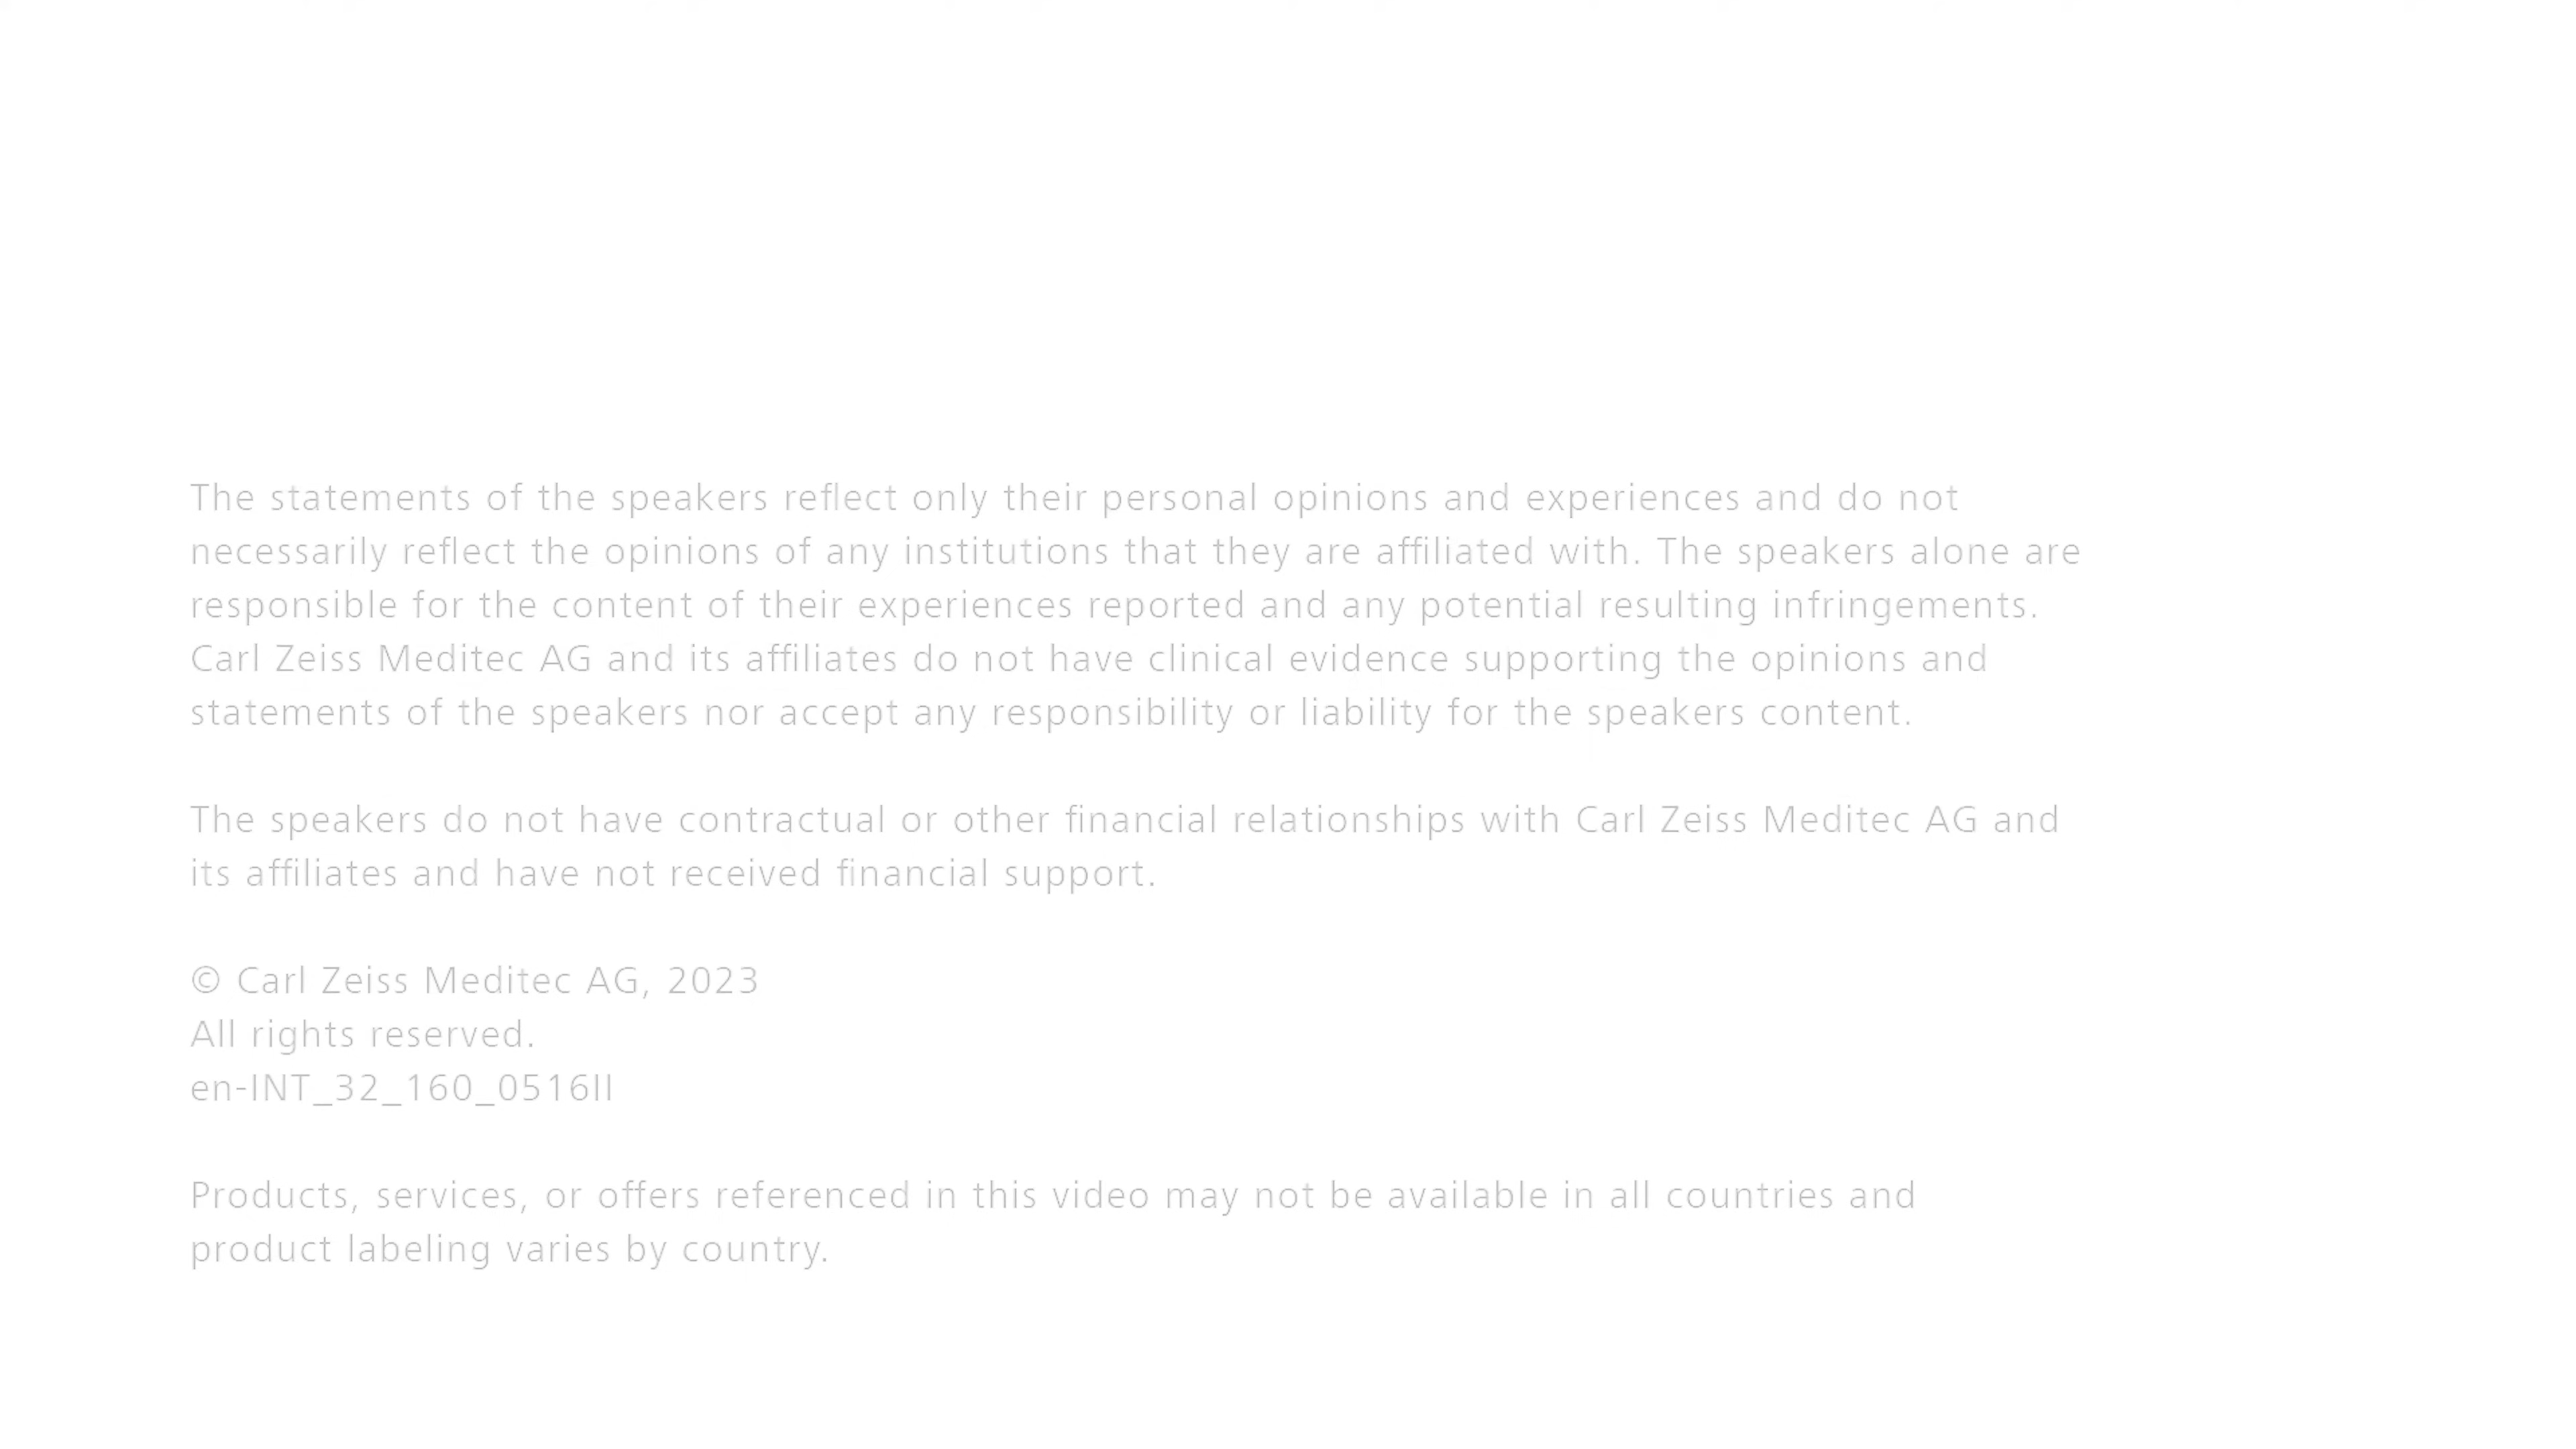 The statements of the speakers reflect only their personal opinions and experiences and do not
necessarily reflect the opinions of any institutions that they are affiliated with. The speakers alone are
responsible for the content of their experiences reported and any potential resulting infringements.
Carl Zeiss Meditec AG and its affiliates do not have clinical evidence supporting the opinions and
statements of the speakers nor accept any responsibility or liability for the speakers content.
The speakers do not have contractual or other financial relationships with Carl Zeiss Meditec AG and
its affiliates and have not received financial support.
© Carl Zeiss Meditec AG, 2023
All rights reserved.
en-INT_32_160_0516II
Products, services, or offers referenced in this video may not be available in all countries and
product labeling varies by country.